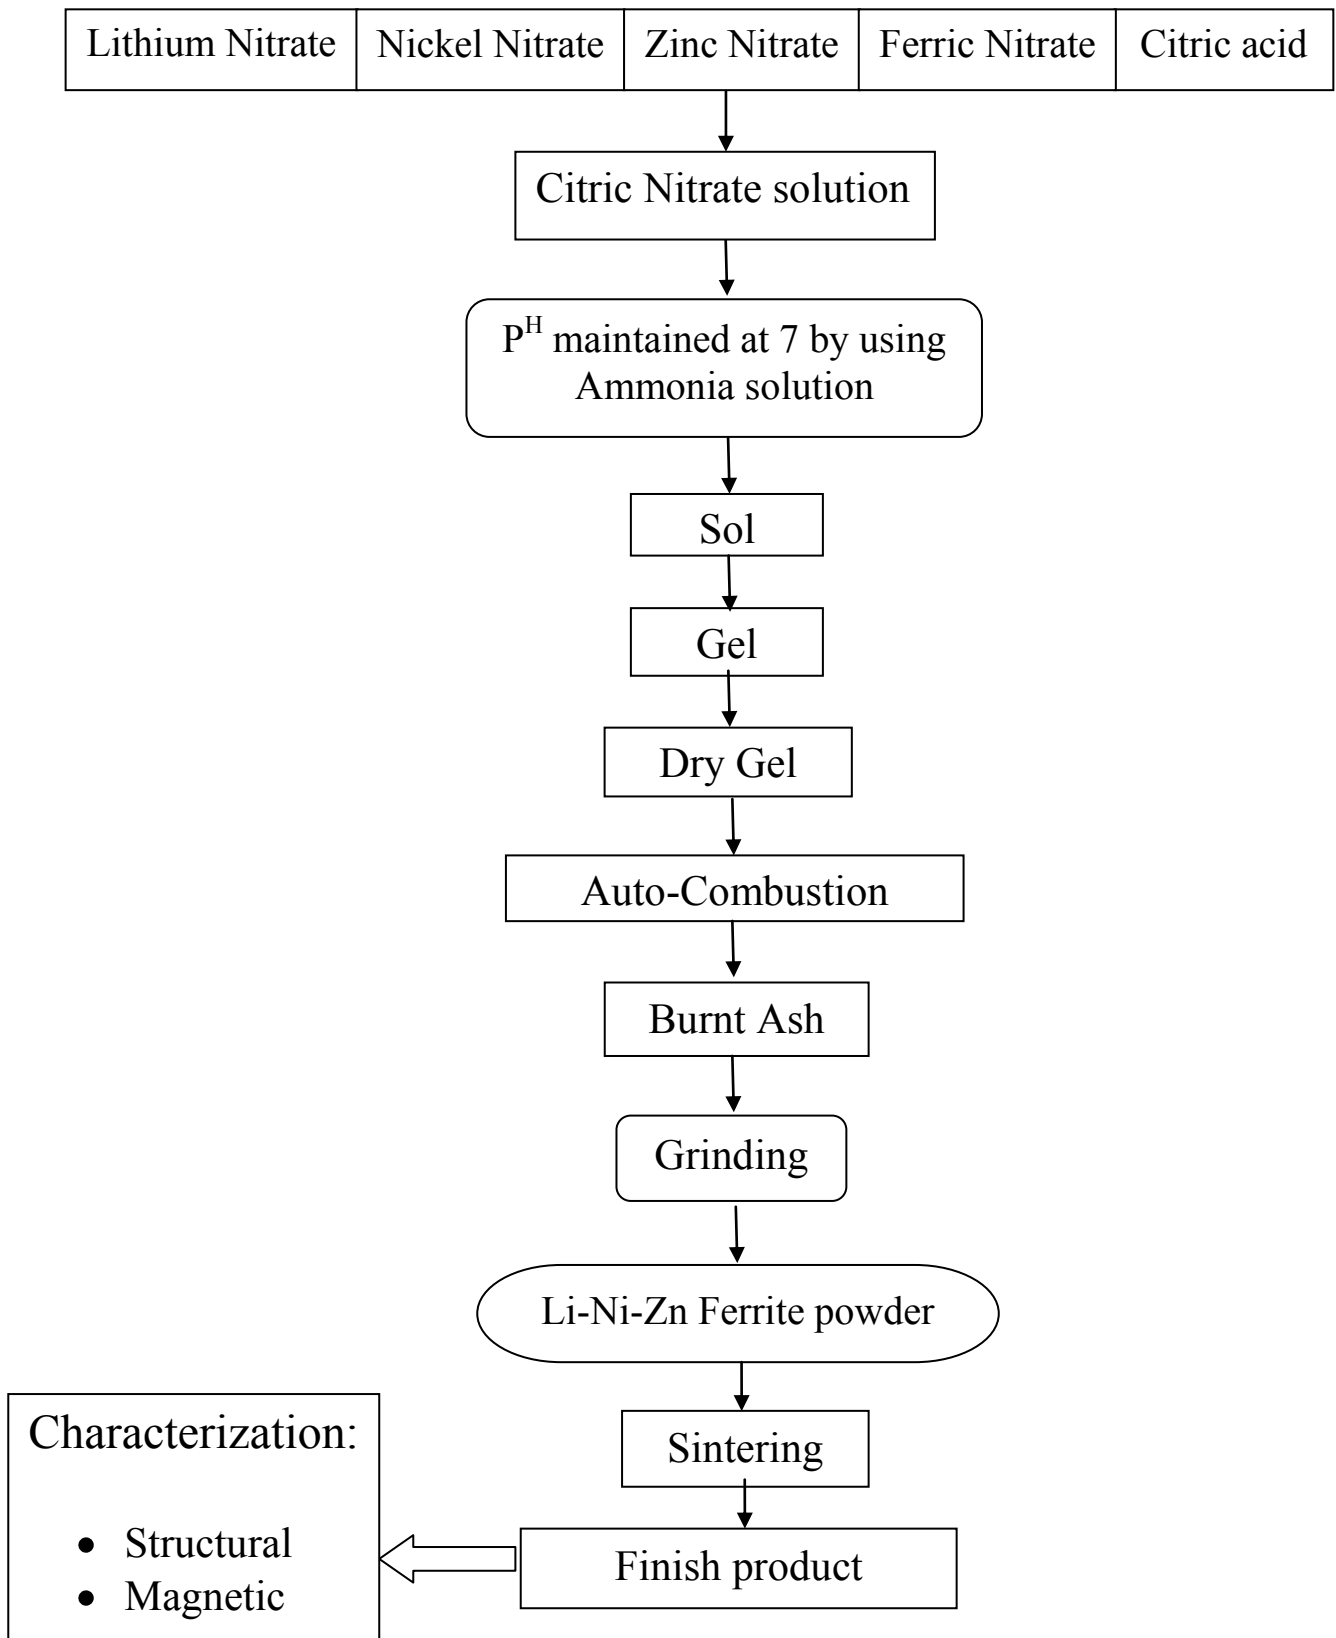 Lithium Nitrate Nickel Nitrate Zinc Nitrate Ferric Nitrate Citric acid
Citric Nitrate solution
P^H maintained at 7 by using
Ammonia solution
Sol
Gel
Dry Gel
Auto-Combustion
Burnt Ash
Grinding
Li-Ni-Zn Ferrite powder
Sintering
Finish product
Characterization:
• Structural
• Magnetic